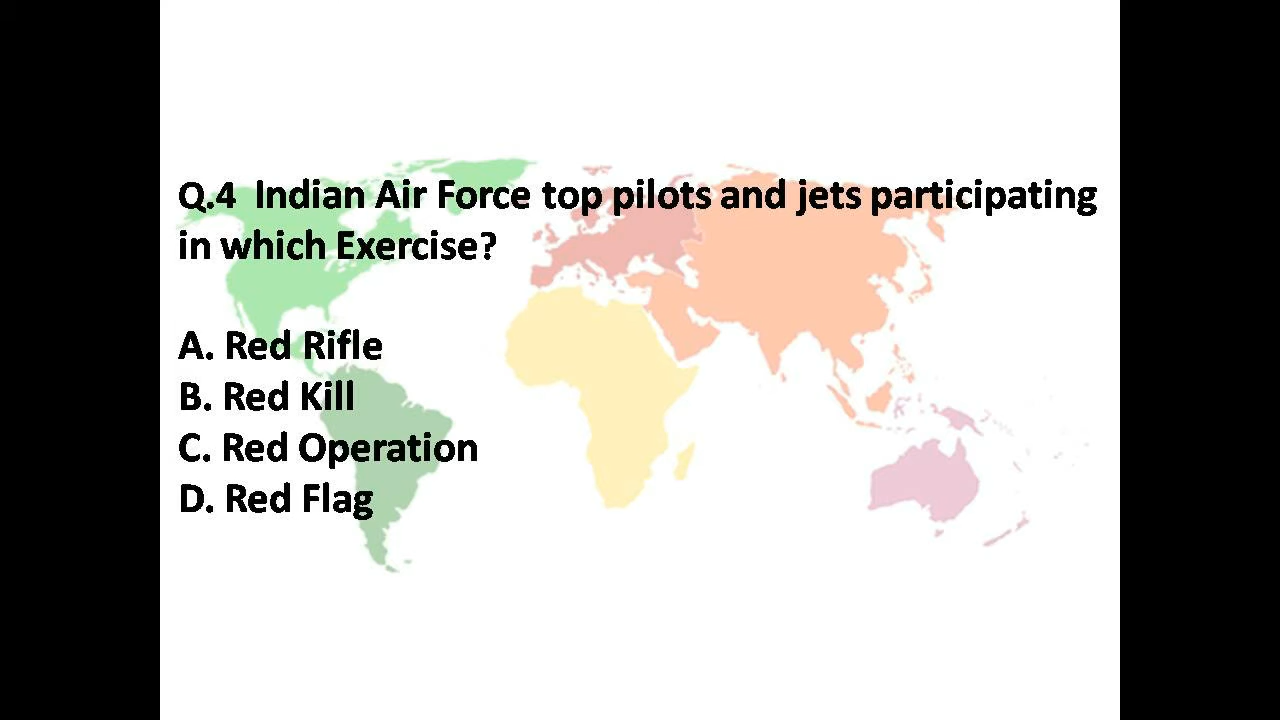 Q.4 Indian Air Force top pilots and jets participating
in which Exercise?
A. Red Rifle
B. Red Kill
C. Red Operation
D. Red Flag